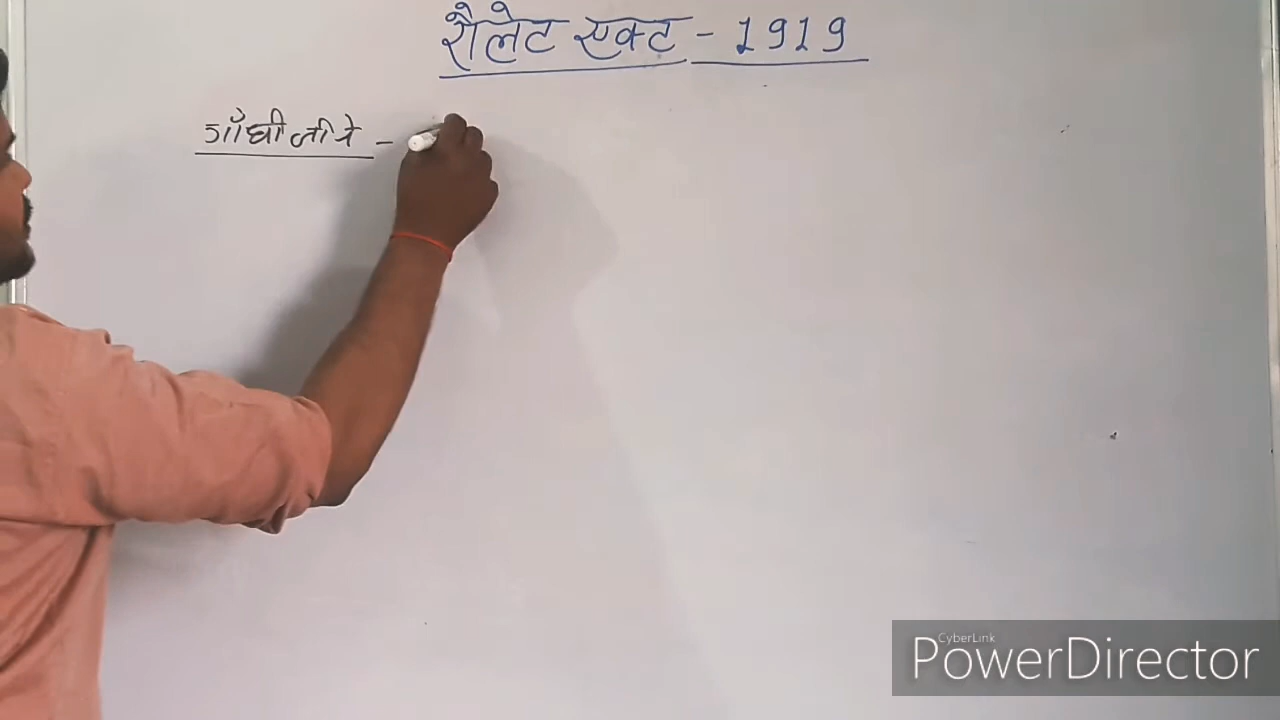 रौलेट एक्ट - 1919
गाँधी जी ने -
CyberLink
PowerDirector